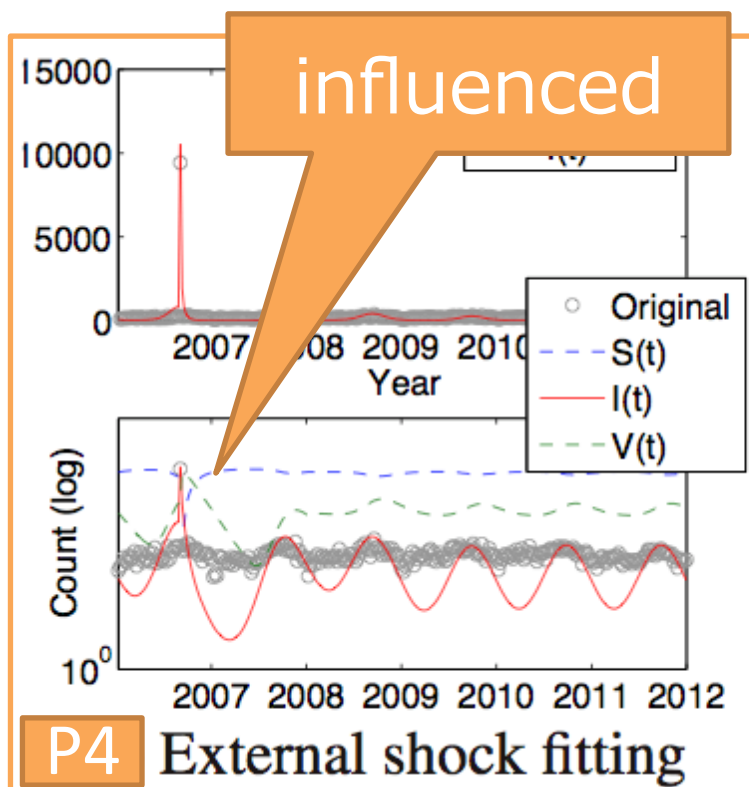 influenced
15000
10000
5000
0
I(t)
2007 2008 2009 2010
Year
Original
S(t)
I(t)
V(t)
Count (log)
10^0
2007 2008 2009 2010 2011 2012
P4 External shock fitting